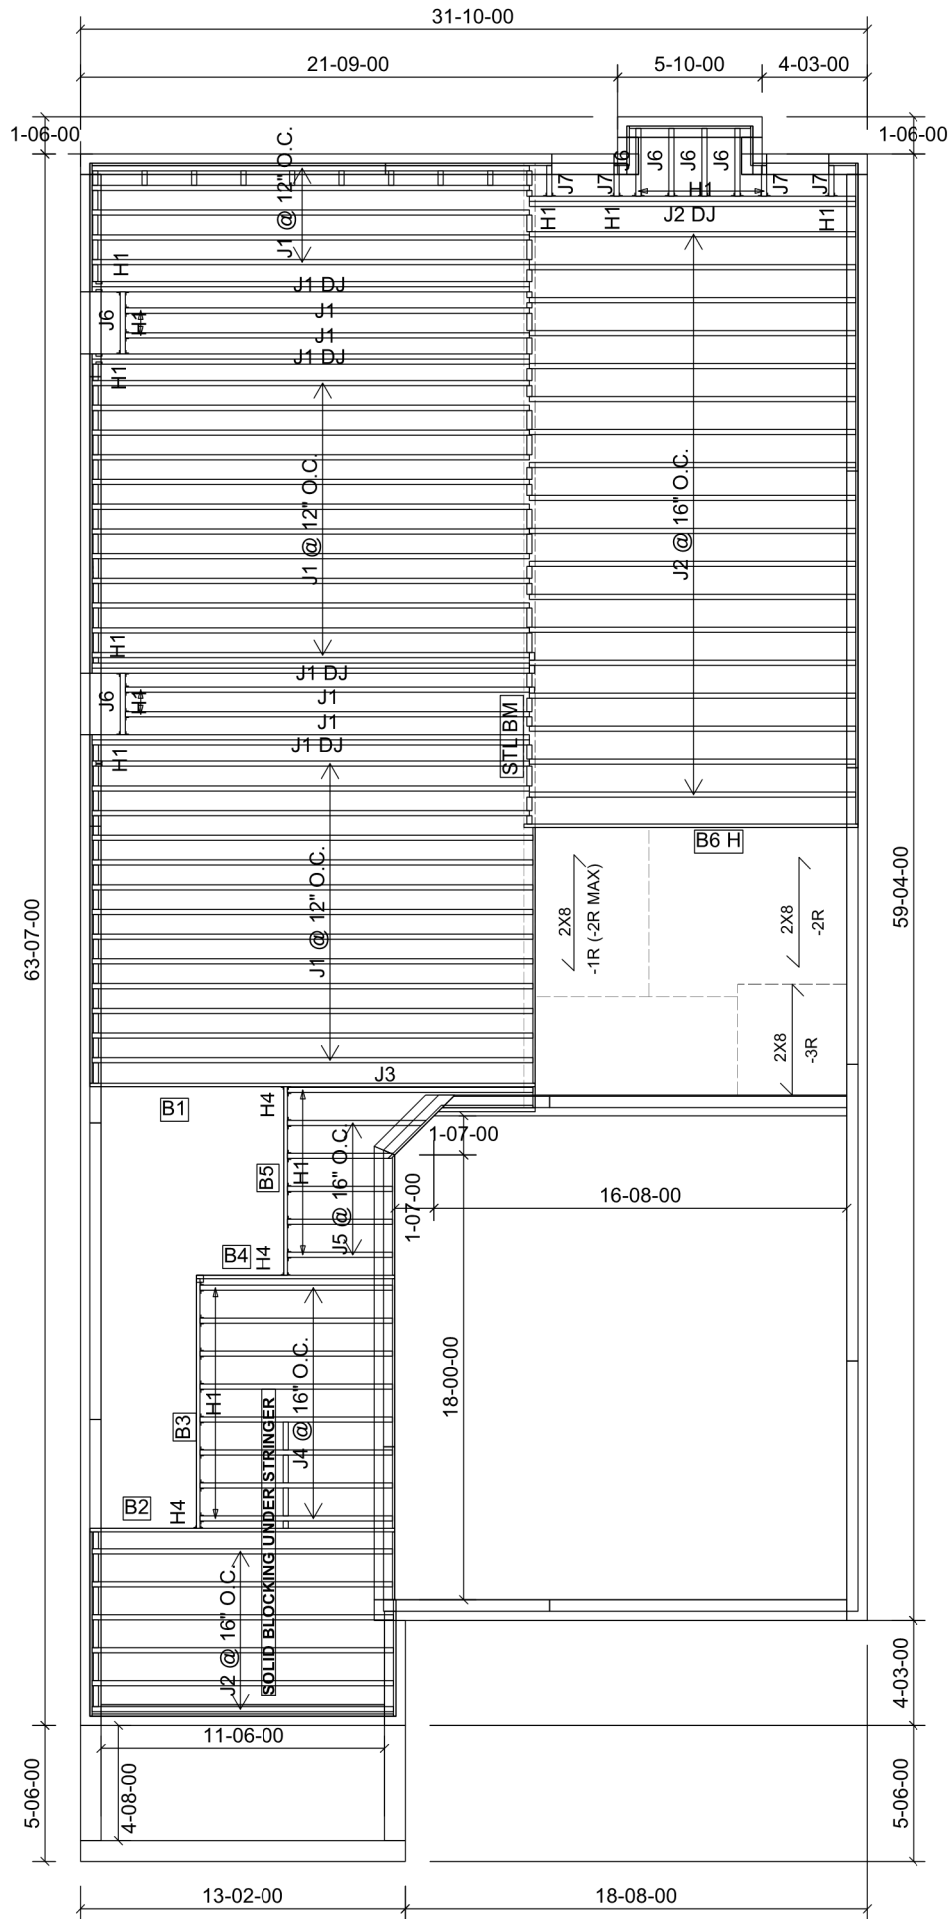 31-10-00
21-09-00
5-10-00
4-03-00
1-06-00
1-06-00
J1 @ 12" O.C.
J6
J6
J6
J6
J7
J7
J7
J7
H1
H1
H1
H1
J2 DJ
H1
J1 DJ
J6
H1
J1
J1
J1 DJ
H1
J1 @ 12" O.C.
J2 @ 16" O.C.
H1
J1 DJ
J6
H1
J1
J1
J1 DJ
H1
STL BM
B6 H
J1 @ 12" O.C.
2X8
-1R (-2R MAX)
2X8
-2R
2X8
-3R
63-07-00
59-04-00
J3
B1
H4
B5
H1
J5 @ 16" O.C.
1-07-00
1-07-00
16-08-00
B4
H4
18-00-00
B3
H1
J4 @ 16" O.C.
SOLID BLOCKING UNDER STRINGER
B2
H4
J2 @ 16" O.C.
4-03-00
11-06-00
5-06-00
4-08-00
5-06-00
13-02-00
18-08-00